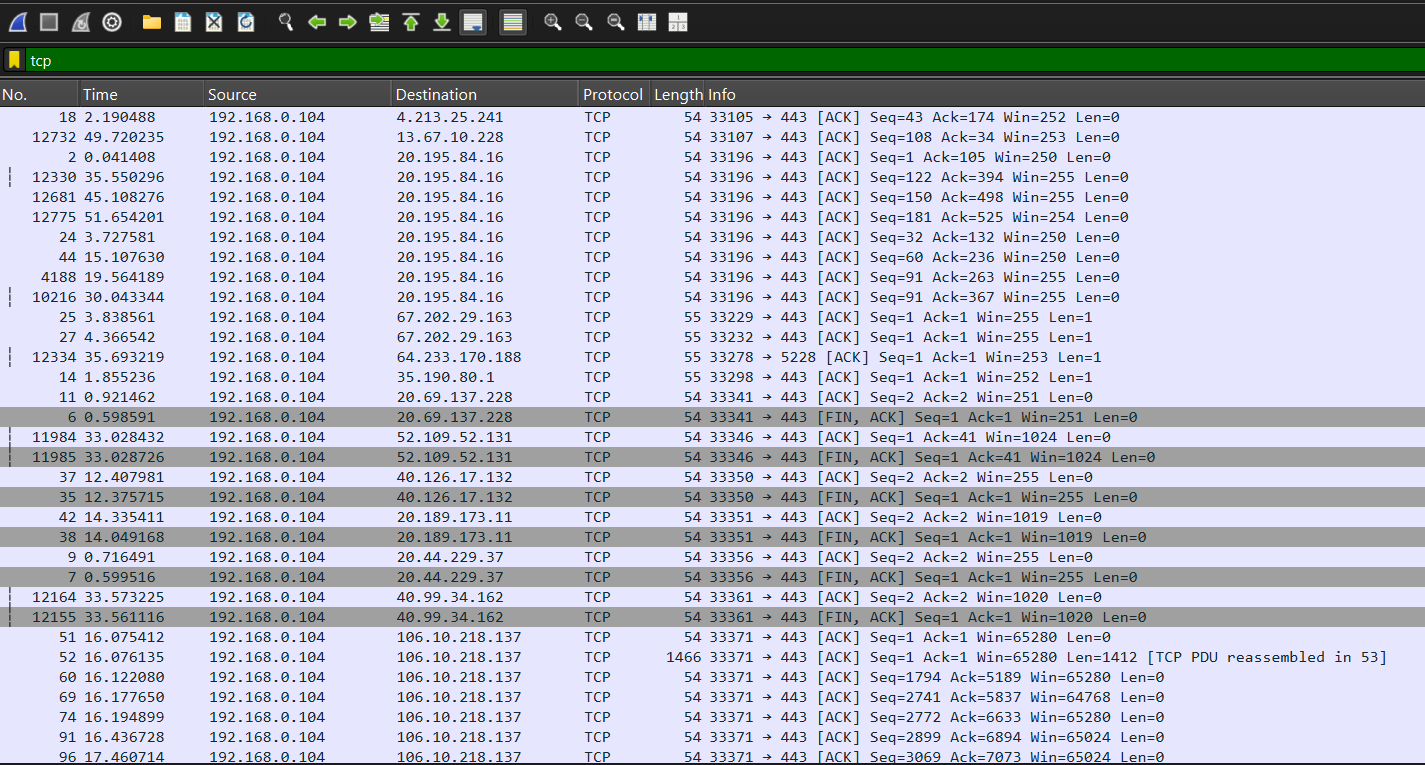 tcp
No. Time Source Destination Protocol Length Info
18 2.190488 192.168.0.104 4.213.25.241 TCP 54 33105 → 443 [ACK] Seq=43 Ack=174 Win=252 Len=0
12732 49.720235 192.168.0.104 13.67.10.228 TCP 54 33107 → 443 [ACK] Seq=108 Ack=34 Win=253 Len=0
2 0.041408 192.168.0.104 20.195.84.16 TCP 54 33196 → 443 [ACK] Seq=1 Ack=105 Win=250 Len=0
12330 35.550296 192.168.0.104 20.195.84.16 TCP 54 33196 → 443 [ACK] Seq=122 Ack=394 Win=255 Len=0
12681 45.108276 192.168.0.104 20.195.84.16 TCP 54 33196 → 443 [ACK] Seq=150 Ack=498 Win=255 Len=0
12775 51.654201 192.168.0.104 20.195.84.16 TCP 54 33196 → 443 [ACK] Seq=181 Ack=525 Win=254 Len=0
24 3.727581 192.168.0.104 20.195.84.16 TCP 54 33196 → 443 [ACK] Seq=32 Ack=132 Win=250 Len=0
44 15.107630 192.168.0.104 20.195.84.16 TCP 54 33196 → 443 [ACK] Seq=60 Ack=236 Win=250 Len=0
4188 19.564189 192.168.0.104 20.195.84.16 TCP 54 33196 → 443 [ACK] Seq=91 Ack=263 Win=255 Len=0
10216 30.043344 192.168.0.104 20.195.84.16 TCP 54 33196 → 443 [ACK] Seq=91 Ack=367 Win=255 Len=0
25 3.838561 192.168.0.104 67.202.29.163 TCP 55 33229 → 443 [ACK] Seq=1 Ack=1 Win=255 Len=1
27 4.366542 192.168.0.104 67.202.29.163 TCP 55 33232 → 443 [ACK] Seq=1 Ack=1 Win=255 Len=1
12334 35.693219 192.168.0.104 64.233.170.188 TCP 55 33278 → 5228 [ACK] Seq=1 Ack=1 Win=253 Len=1
14 1.855236 192.168.0.104 35.190.80.1 TCP 55 33298 → 443 [ACK] Seq=1 Ack=1 Win=252 Len=1
11 0.921462 192.168.0.104 20.69.137.228 TCP 54 33341 → 443 [ACK] Seq=2 Ack=2 Win=251 Len=0
6 0.598591 192.168.0.104 20.69.137.228 TCP 54 33341 → 443 [FIN, ACK] Seq=1 Ack=1 Win=251 Len=0
11984 33.028432 192.168.0.104 52.109.52.131 TCP 54 33346 → 443 [ACK] Seq=1 Ack=41 Win=1024 Len=0
11985 33.028726 192.168.0.104 52.109.52.131 TCP 54 33346 → 443 [FIN, ACK] Seq=1 Ack=41 Win=1024 Len=0
37 12.407981 192.168.0.104 40.126.17.132 TCP 54 33350 → 443 [ACK] Seq=2 Ack=2 Win=255 Len=0
35 12.375715 192.168.0.104 40.126.17.132 TCP 54 33350 → 443 [FIN, ACK] Seq=1 Ack=1 Win=255 Len=0
42 14.335411 192.168.0.104 20.189.173.11 TCP 54 33351 → 443 [ACK] Seq=2 Ack=2 Win=1019 Len=0
38 14.049168 192.168.0.104 20.189.173.11 TCP 54 33351 → 443 [FIN, ACK] Seq=1 Ack=1 Win=1019 Len=0
9 0.716491 192.168.0.104 20.44.229.37 TCP 54 33356 → 443 [ACK] Seq=2 Ack=2 Win=255 Len=0
7 0.599516 192.168.0.104 20.44.229.37 TCP 54 33356 → 443 [FIN, ACK] Seq=1 Ack=1 Win=255 Len=0
12164 33.573225 192.168.0.104 40.99.34.162 TCP 54 33361 → 443 [ACK] Seq=2 Ack=2 Win=1020 Len=0
12155 33.561116 192.168.0.104 40.99.34.162 TCP 54 33361 → 443 [FIN, ACK] Seq=1 Ack=1 Win=1020 Len=0
51 16.075412 192.168.0.104 106.10.218.137 TCP 54 33371 → 443 [ACK] Seq=1 Ack=1 Win=65280 Len=0
52 16.076135 192.168.0.104 106.10.218.137 TCP 1466 33371 → 443 [ACK] Seq=1 Ack=1 Win=65280 Len=1412 [TCP PDU reassembled in 53]
60 16.122080 192.168.0.104 106.10.218.137 TCP 54 33371 → 443 [ACK] Seq=1794 Ack=5189 Win=65280 Len=0
69 16.177650 192.168.0.104 106.10.218.137 TCP 54 33371 → 443 [ACK] Seq=2741 Ack=5837 Win=64768 Len=0
74 16.194899 192.168.0.104 106.10.218.137 TCP 54 33371 → 443 [ACK] Seq=2772 Ack=6633 Win=65280 Len=0
91 16.436728 192.168.0.104 106.10.218.137 TCP 54 33371 → 443 [ACK] Seq=2899 Ack=6894 Win=65024 Len=0
96 17.460714 192.168.0.104 106.10.218.137 TCP 54 33371 → 443 [ACK] Seq=3069 Ack=7073 Win=65024 Len=0